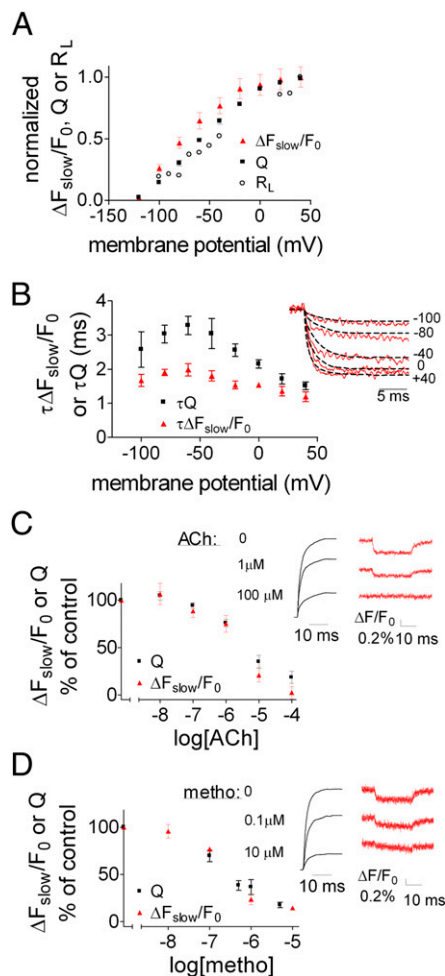 A
normalized
ΔFslow/F0, Q or RL
1.0
0.5
0.0
ΔFslow/F0
Q
RL
-150 -100 -50 0 50
membrane potential (mV)
B
τΔFslow/F0
or τQ (ms)
4
3
2
1
0
τQ
τΔFslow/F0
-100
-80
-40
0
+40
5 ms
-100 -50 0 50
membrane potential (mV)
C
ΔFslow/F0 or Q
% of control
100
50
0
ACh: 0
1μM
100 μM
Q
ΔFslow/F0
10 ms
ΔF/F0
0.2% 10 ms
-8 -7 -6 -5 -4
log[ACh]
D
ΔFslow/F0 or Q
% of control
100
50
0
metho: 0
0.1μM
10 μM
Q
ΔFslow/F0
10 ms
ΔF/F0
0.2% 10 ms
-8 -7 -6 -5
log[metho]